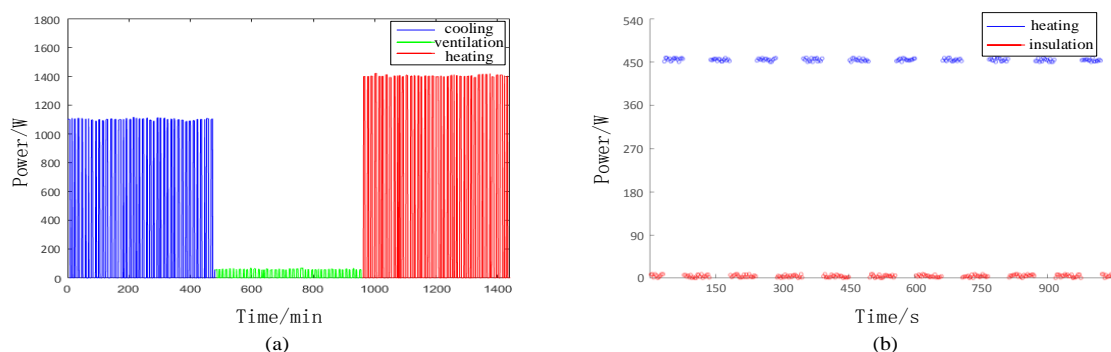 1800
1600
1400
1200
1000
800
600
400
200
0
Power/W
cooling
ventilation
heating
0 200 400 600 800 1000 1200 1400
Time/min
(a)
540
450
360
270
180
90
0
Power/W
heating
insulation
150 300 450 600 750 900
Time/s
(b)